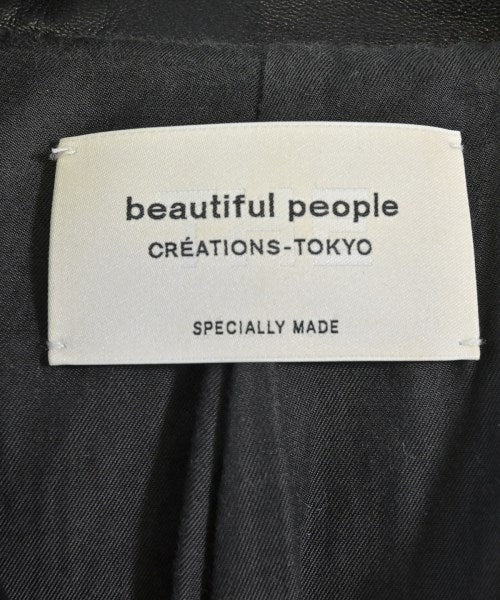 beautiful people
CRÉATIONS-TOKYO
SPECIALLY MADE